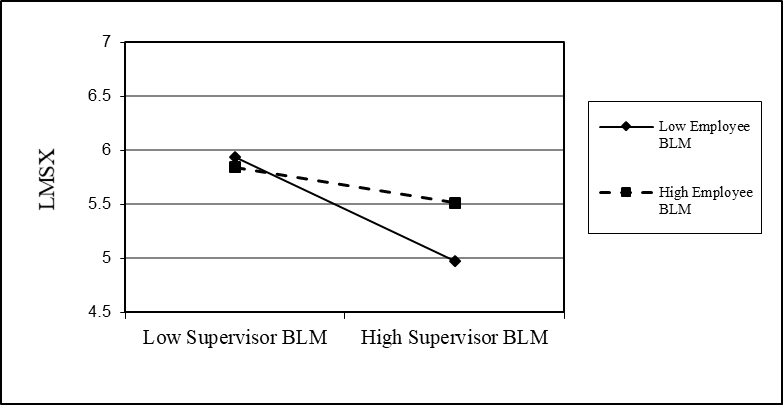 7
6.5
6
5.5
5
4.5
LMSX
Low Supervisor BLM
High Supervisor BLM
Low Employee
BLM
High Employee
BLM